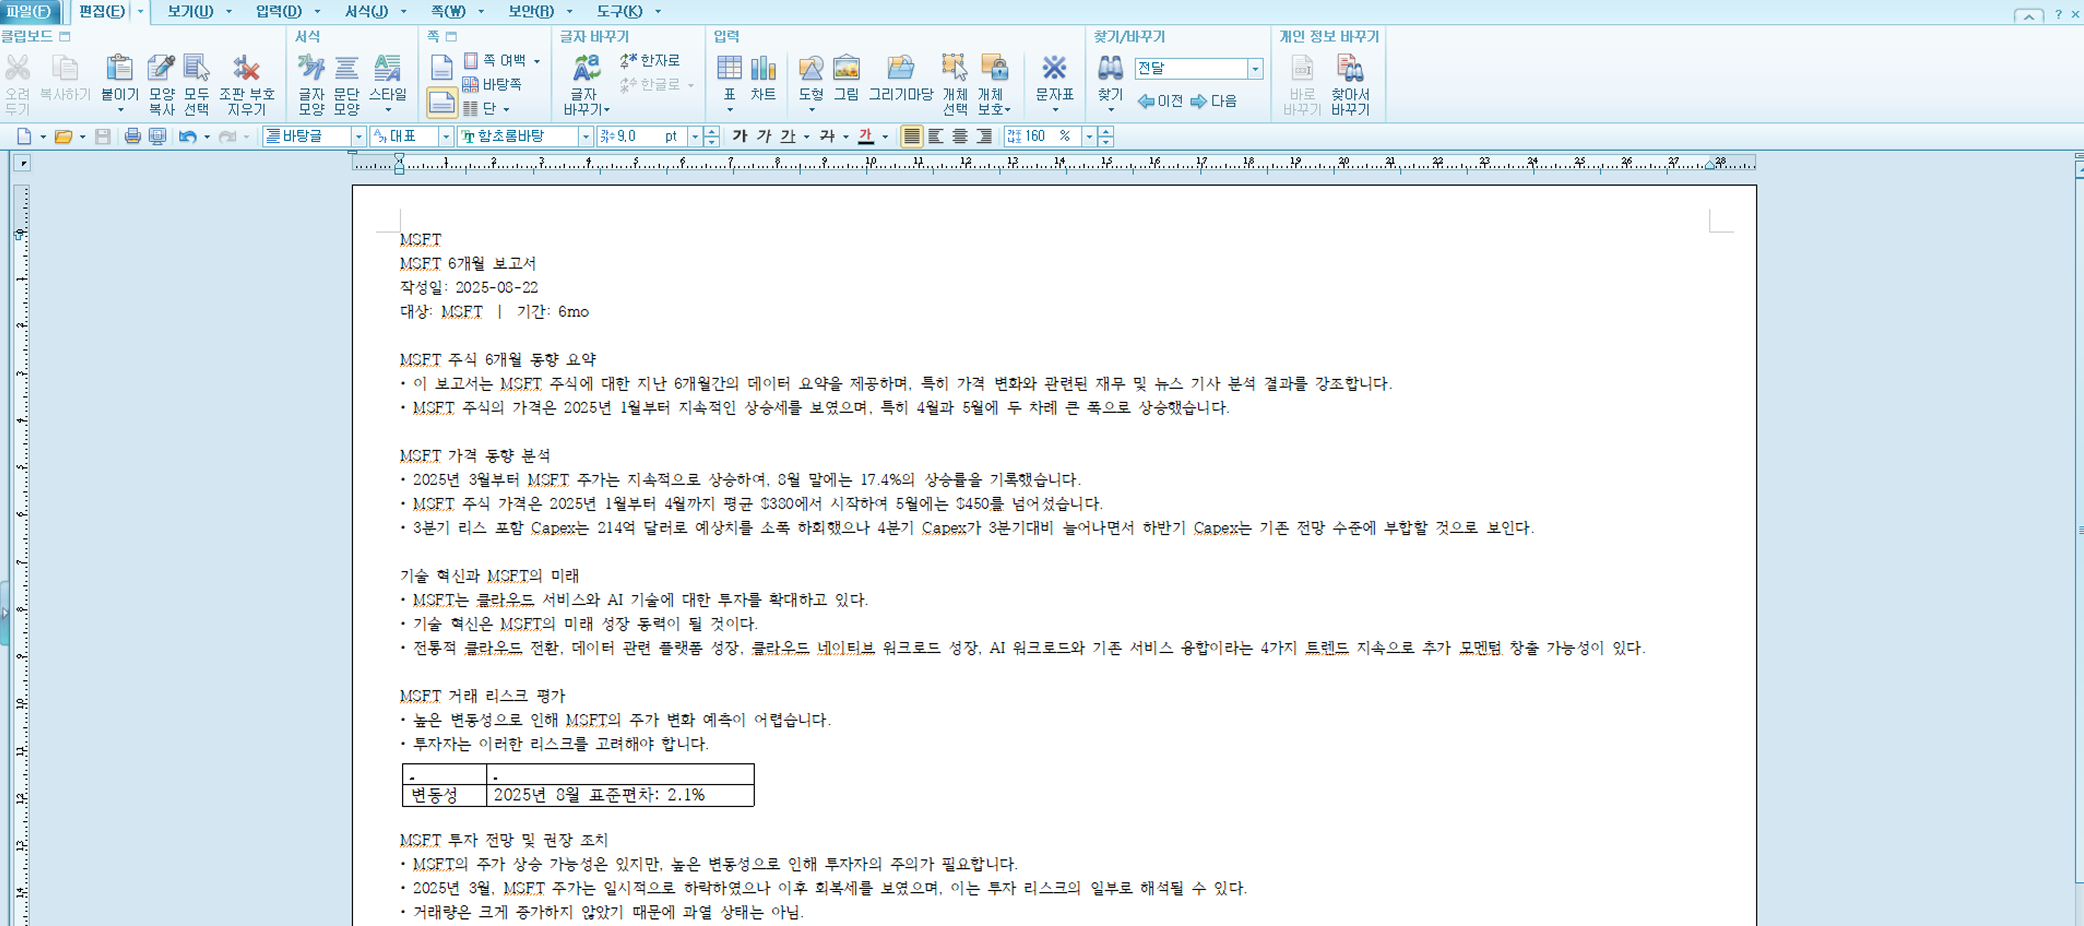 파일(F) 편집(E) 보기(U) 입력(D) 서식(J) 쪽(W) 보안(R) 도구(K)
클립보드 서식 쪽 글자 바꾸기 입력 찾기/바꾸기 개인 정보 바꾸기
오려 두기 복사하기 붙이기 모양 복사 모두 선택 조판 부호 지우기
글자 모양 문단 모양 스타일
쪽 여백
바탕쪽
단
글자 바꾸기
한자로
한글로
표 차트 도형 그림 그리기마당 개체 선택 개체 보호 문자표
찾기
전달
이전 다음
바로 바꾸기 찾아서 바꾸기
바탕글 대표 함초롬바탕 9.0 pt 가 가 가 가 가 160 %
1 2 3 4 5 6 7 8 9 10 11 12 13 14 15 16 17 18 19 20 21 22 23 24 25 26 27 28
MSFT
MSFT 6개월 보고서
작성일: 2025-08-22
대상: MSFT | 기간: 6mo
MSFT 주식 6개월 동향 요약
• 이 보고서는 MSFT 주식에 대한 지난 6개월간의 데이터 요약을 제공하며, 특히 가격 변화와 관련된 재무 및 뉴스 기사 분석 결과를 강조합니다.
• MSFT 주식의 가격은 2025년 1월부터 지속적인 상승세를 보였으며, 특히 4월과 5월에 두 차례 큰 폭으로 상승했습니다.
MSFT 가격 동향 분석
• 2025년 3월부터 MSFT 주가는 지속적으로 상승하여, 8월 말에는 17.4%의 상승률을 기록했습니다.
• MSFT 주식 가격은 2025년 1월부터 4월까지 평균 $380에서 시작하여 5월에는 $450를 넘어섰습니다.
• 3분기 리스 포함 Capex는 214억 달러로 예상치를 소폭 하회했으나 4분기 Capex가 3분기대비 늘어나면서 하반기 Capex는 기존 전망 수준에 부합할 것으로 보인다.
기술 혁신과 MSFT의 미래
• MSFT는 클라우드 서비스와 AI 기술에 대한 투자를 확대하고 있다.
• 기술 혁신은 MSFT의 미래 성장 동력이 될 것이다.
• 전통적 클라우드 전환, 데이터 관련 플랫폼 성장, 클라우드 네이티브 워크로드 성장, AI 워크로드와 기존 서비스 융합이라는 4가지 트렌드 지속으로 추가 모멘텀 창출 가능성이 있다.
MSFT 거래 리스크 평가
• 높은 변동성으로 인해 MSFT의 주가 변화 예측이 어렵습니다.
• 투자자는 이러한 리스크를 고려해야 합니다.
변동성 2025년 8월 표준편차: 2.1%
MSFT 투자 전망 및 권장 조치
• MSFT의 주가 상승 가능성은 있지만, 높은 변동성으로 인해 투자자의 주의가 필요합니다.
• 2025년 3월, MSFT 주가는 일시적으로 하락하였으나 이후 회복세를 보였으며, 이는 투자 리스크의 일부로 해석될 수 있다.
• 거래량은 크게 증가하지 않았기 때문에 과열 상태는 아님.